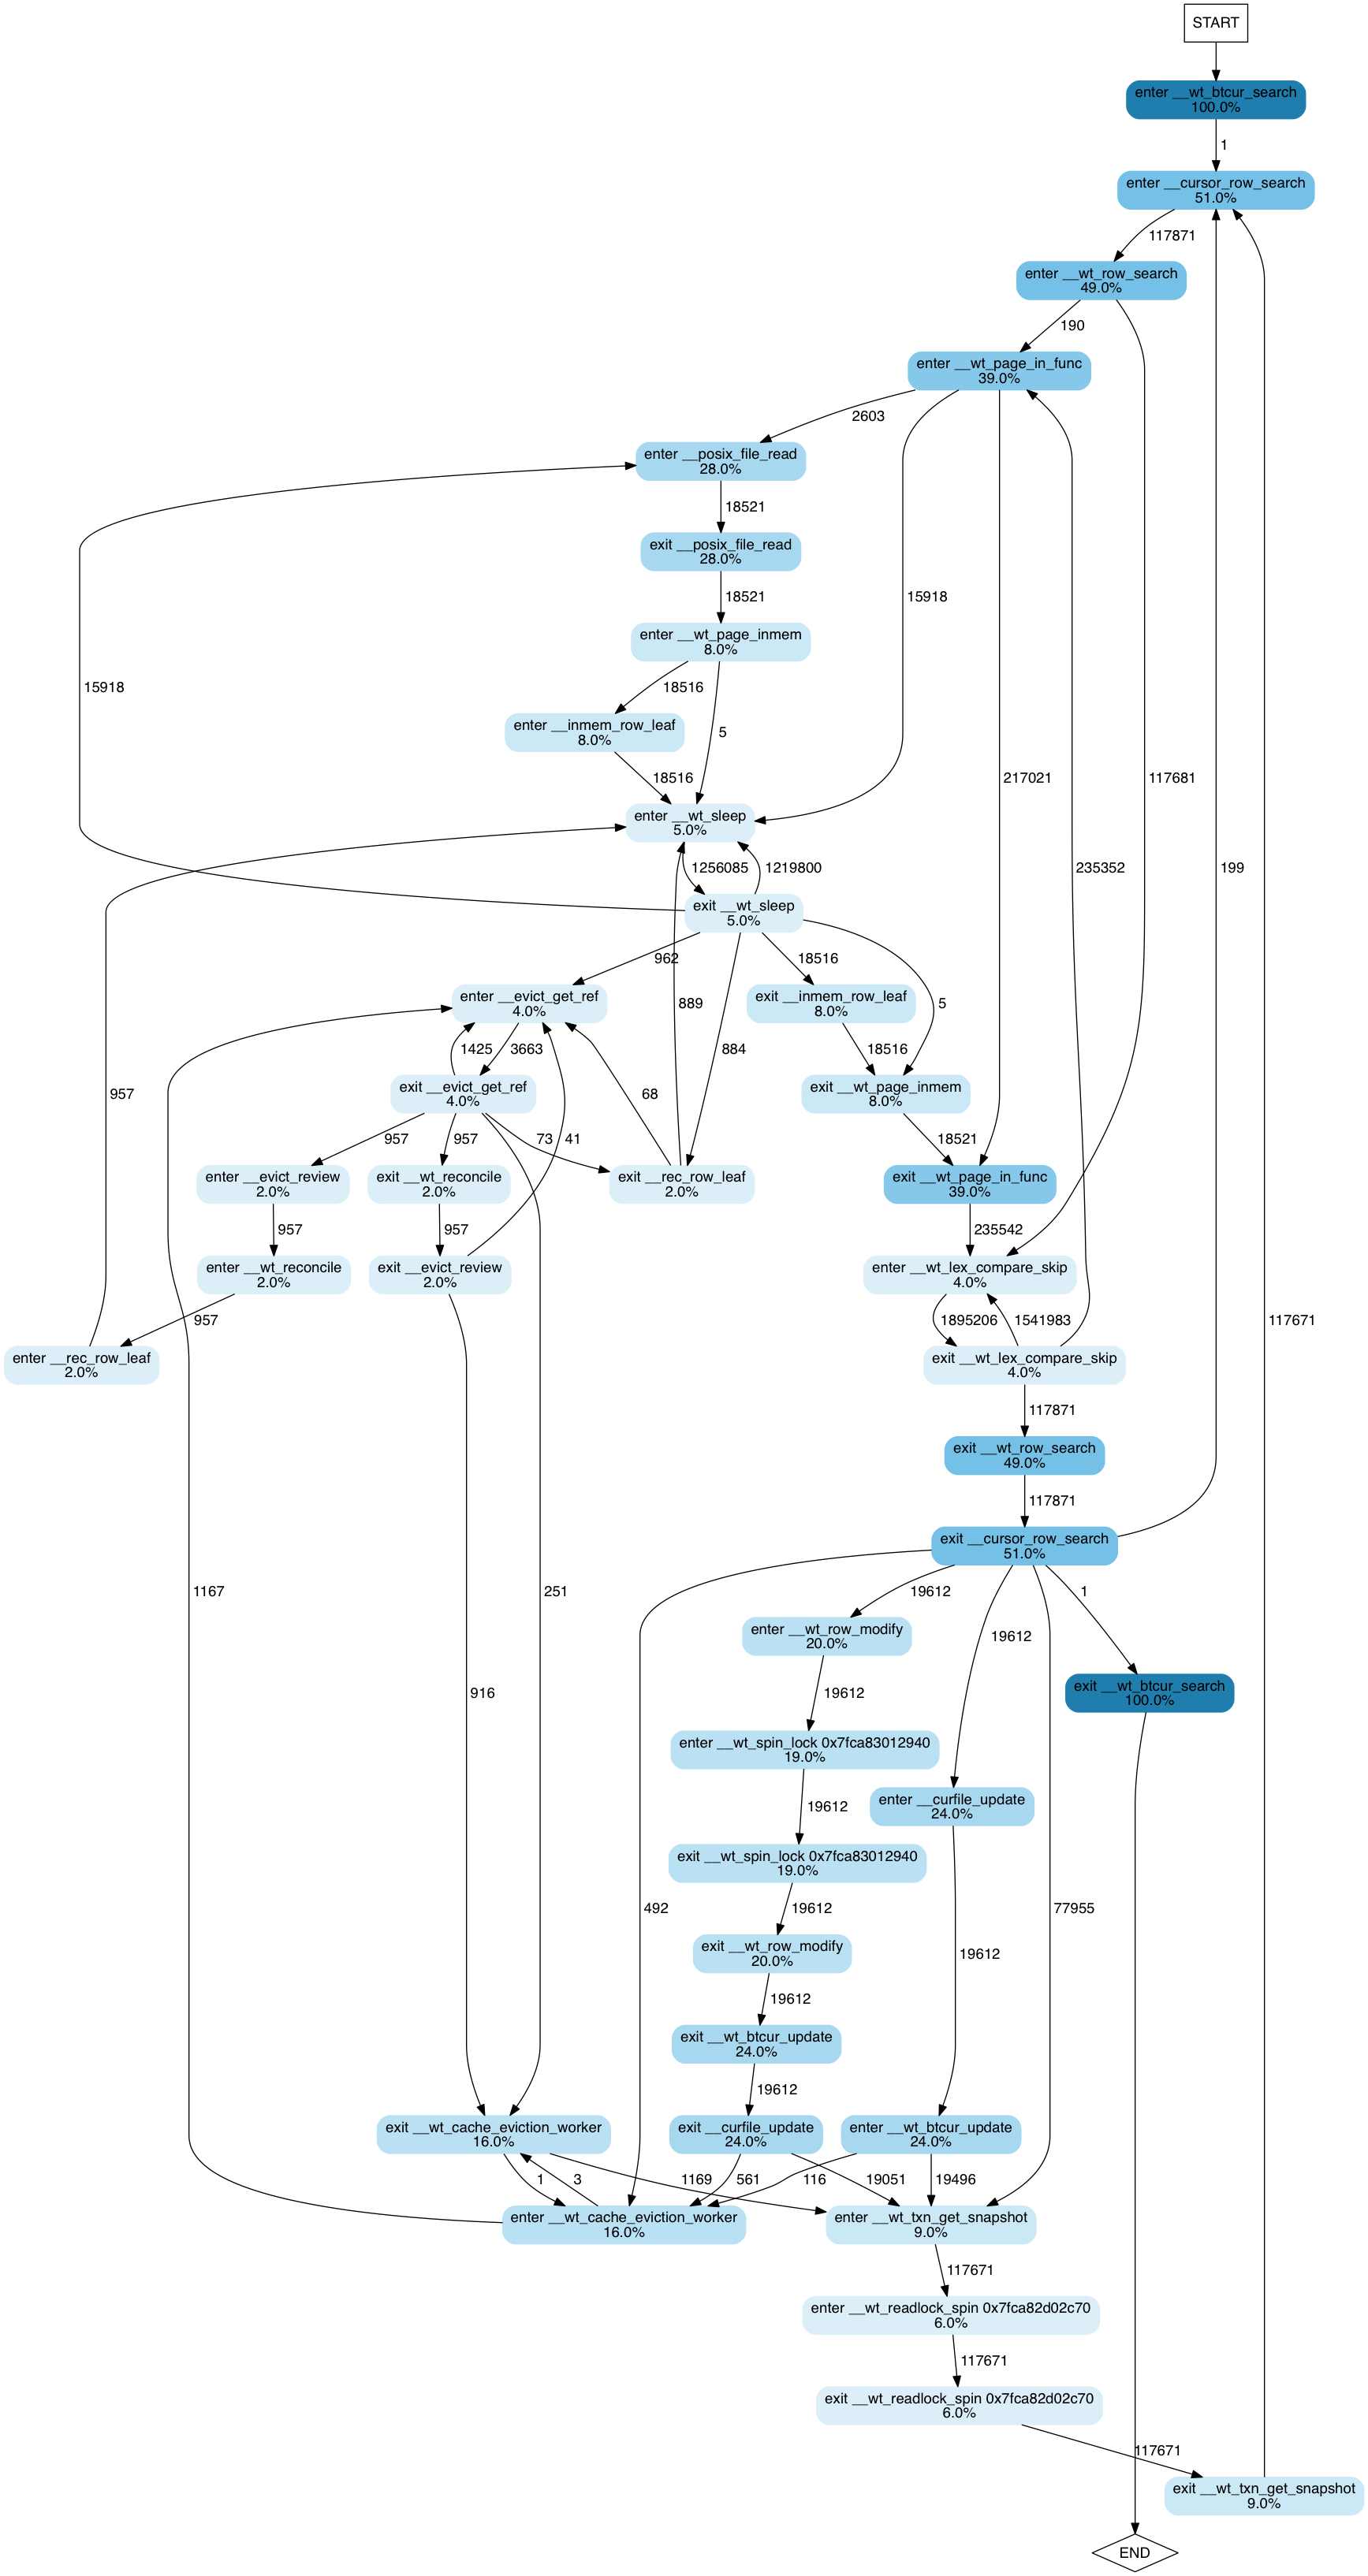 START
enter __wt_btcur_search
100.0%
1
enter __cursor_row_search
51.0%
117871
enter __wt_row_search
49.0%
190
enter __wt_page_in_func
39.0%
2603
enter __posix_file_read
28.0%
18521
exit __posix_file_read
28.0%
18521
15918
enter __wt_page_inmem
8.0%
15918
18516
217021
117681
enter __inmem_row_leaf
8.0%
5
18516
enter __wt_sleep
5.0%
1256085
1219800
235352
199
exit __wt_sleep
5.0%
962
18516
enter __evict_get_ref
4.0%
889
exit __inmem_row_leaf
8.0%
5
1425
3663
884
18516
exit __evict_get_ref
4.0%
957
68
exit __wt_page_inmem
8.0%
957
957
73
41
18521
enter __evict_review
2.0%
exit __wt_reconcile
2.0%
exit __rec_row_leaf
2.0%
exit __wt_page_in_func
39.0%
957
957
235542
enter __wt_reconcile
2.0%
exit __evict_review
2.0%
enter __wt_lex_compare_skip
4.0%
957
1895206
1541983
117671
enter __rec_row_leaf
2.0%
exit __wt_lex_compare_skip
4.0%
117871
exit __wt_row_search
49.0%
117871
exit __cursor_row_search
51.0%
1167
251
19612
1
enter __wt_row_modify
20.0%
19612
916
19612
exit __wt_btcur_search
100.0%
enter __wt_spin_lock 0x7fca83012940
19.0%
19612
enter __curfile_update
24.0%
exit __wt_spin_lock 0x7fca83012940
19.0%
492
19612
77955
exit __wt_row_modify
20.0%
19612
19612
exit __wt_btcur_update
24.0%
19612
exit __wt_cache_eviction_worker
16.0%
exit __curfile_update
24.0%
enter __wt_btcur_update
24.0%
1
3
1169
561
116
19051
19496
enter __wt_cache_eviction_worker
16.0%
enter __wt_txn_get_snapshot
9.0%
117671
enter __wt_readlock_spin 0x7fca82d02c70
6.0%
117671
exit __wt_readlock_spin 0x7fca82d02c70
6.0%
117671
exit __wt_txn_get_snapshot
9.0%
END